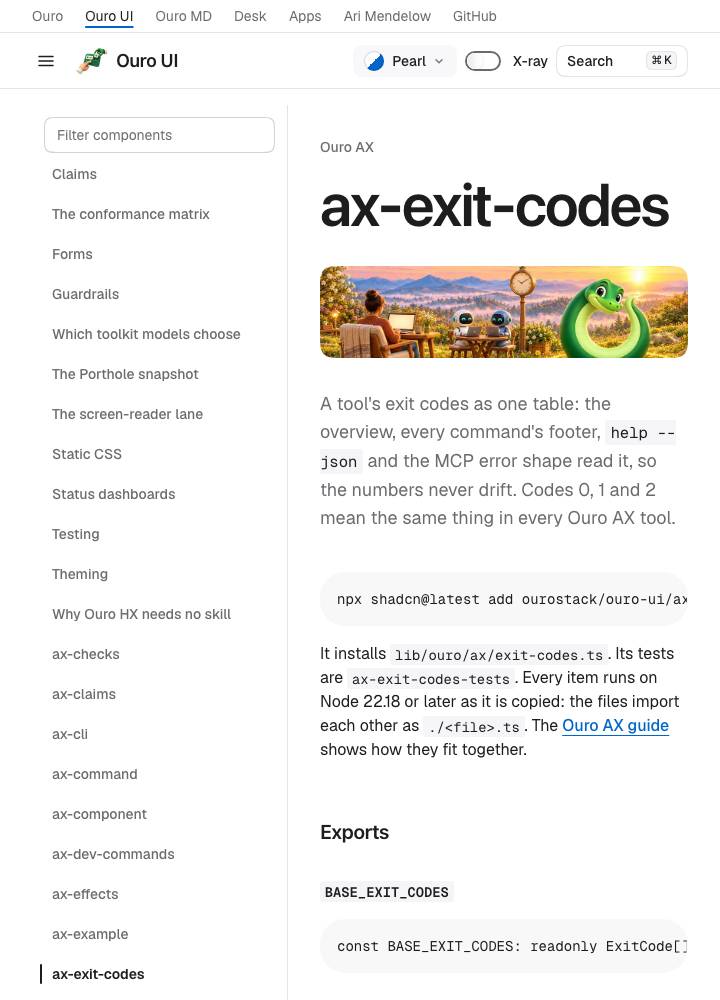 Ouro Ouro UI Ouro MD Desk Apps Ari Mendelow GitHub
Ouro UI Pearl X-ray Search ⌘K
Filter components
Claims
The conformance matrix
Forms
Guardrails
Which toolkit models choose
The Porthole snapshot
The screen-reader lane
Static CSS
Status dashboards
Testing
Theming
Why Ouro HX needs no skill
ax-checks
ax-claims
ax-cli
ax-command
ax-component
ax-dev-commands
ax-effects
ax-example
ax-exit-codes
Ouro AX
ax-exit-codes
A tool's exit codes as one table: the
overview, every command's footer, help --
json and the MCP error shape read it, so
the numbers never drift. Codes 0, 1 and 2
mean the same thing in every Ouro AX tool.
npx shadcn@latest add ourostack/ouro-ui/ax
It installs lib/ouro/ax/exit-codes.ts. Its tests
are ax-exit-codes-tests. Every item runs on
Node 22.18 or later as it is copied: the files import
each other as ./<file>.ts. The Ouro AX guide
shows how they fit together.
Exports
BASE_EXIT_CODES
const BASE_EXIT_CODES: readonly ExitCode[]